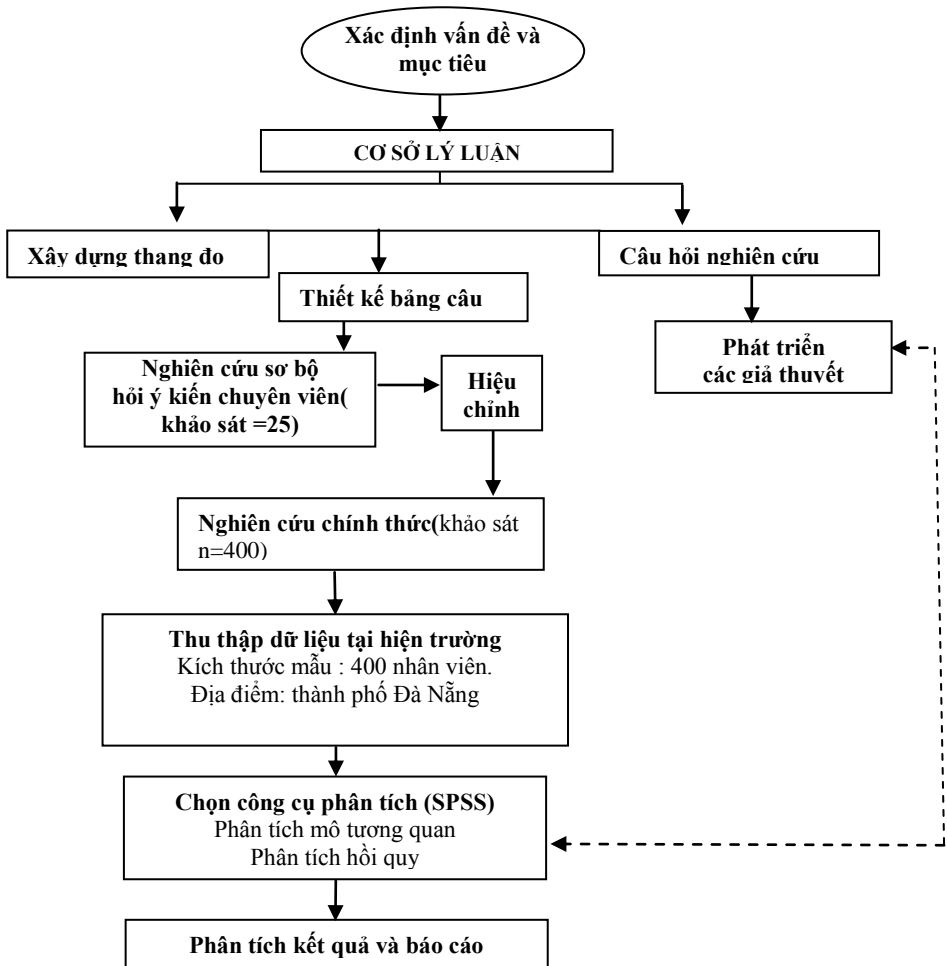 Xác định vấn đề và
mục tiêu
CƠ SỞ LÝ LUẬN
Xây dựng thang đo
Câu hỏi nghiên cứu
Thiết kế bảng câu
Phát triển
các giả thuyết
Nghiên cứu sơ bộ
hỏi ý kiến chuyên viên(
khảo sát =25)
Hiệu
chỉnh
Nghiên cứu chính thức(khảo sát
n=400)
Thu thập dữ liệu tại hiện trường
Kích thước mẫu : 400 nhân viên.
Địa điểm: thành phố Đà Nẵng
Chọn công cụ phân tích (SPSS)
Phân tích mô tương quan
Phân tích hồi quy
Phân tích kết quả và báo cáo